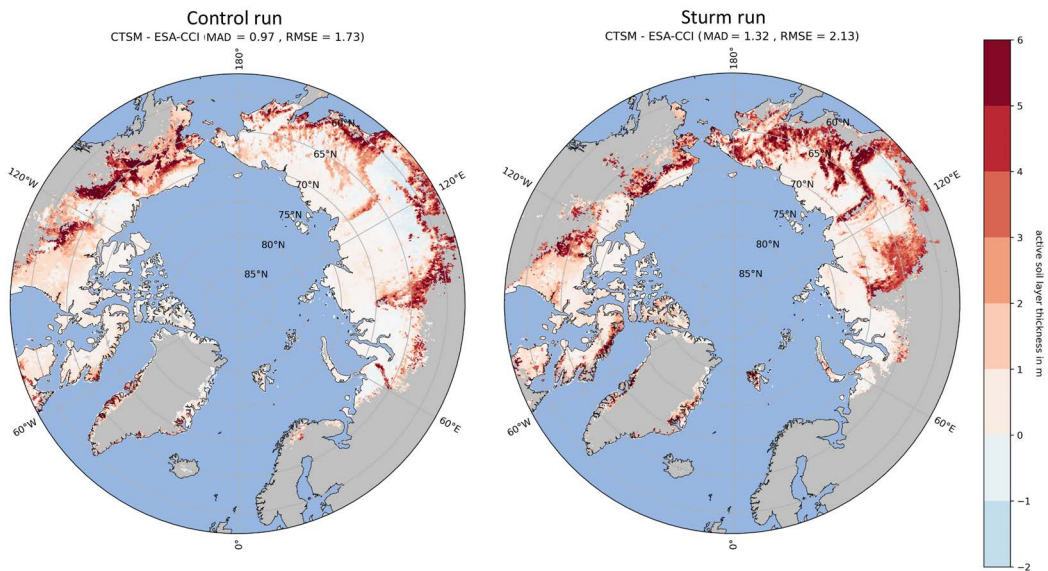 Control run
CTSM - ESA-CCI (MAD = 0.97 , RMSE = 1.73)
180°
120°W
60°N
65°N
70°N
75°N
80°N
85°N
120°E
60°W
60°E
0°
Sturm run
CTSM - ESA-CCI (MAD = 1.32 , RMSE = 2.13)
180°
120°W
60°N
65°N
70°N
75°N
80°N
85°N
120°E
60°W
60°E
0°
6
5
4
3
2
1
0
−1
−2
active soil layer thickness in m